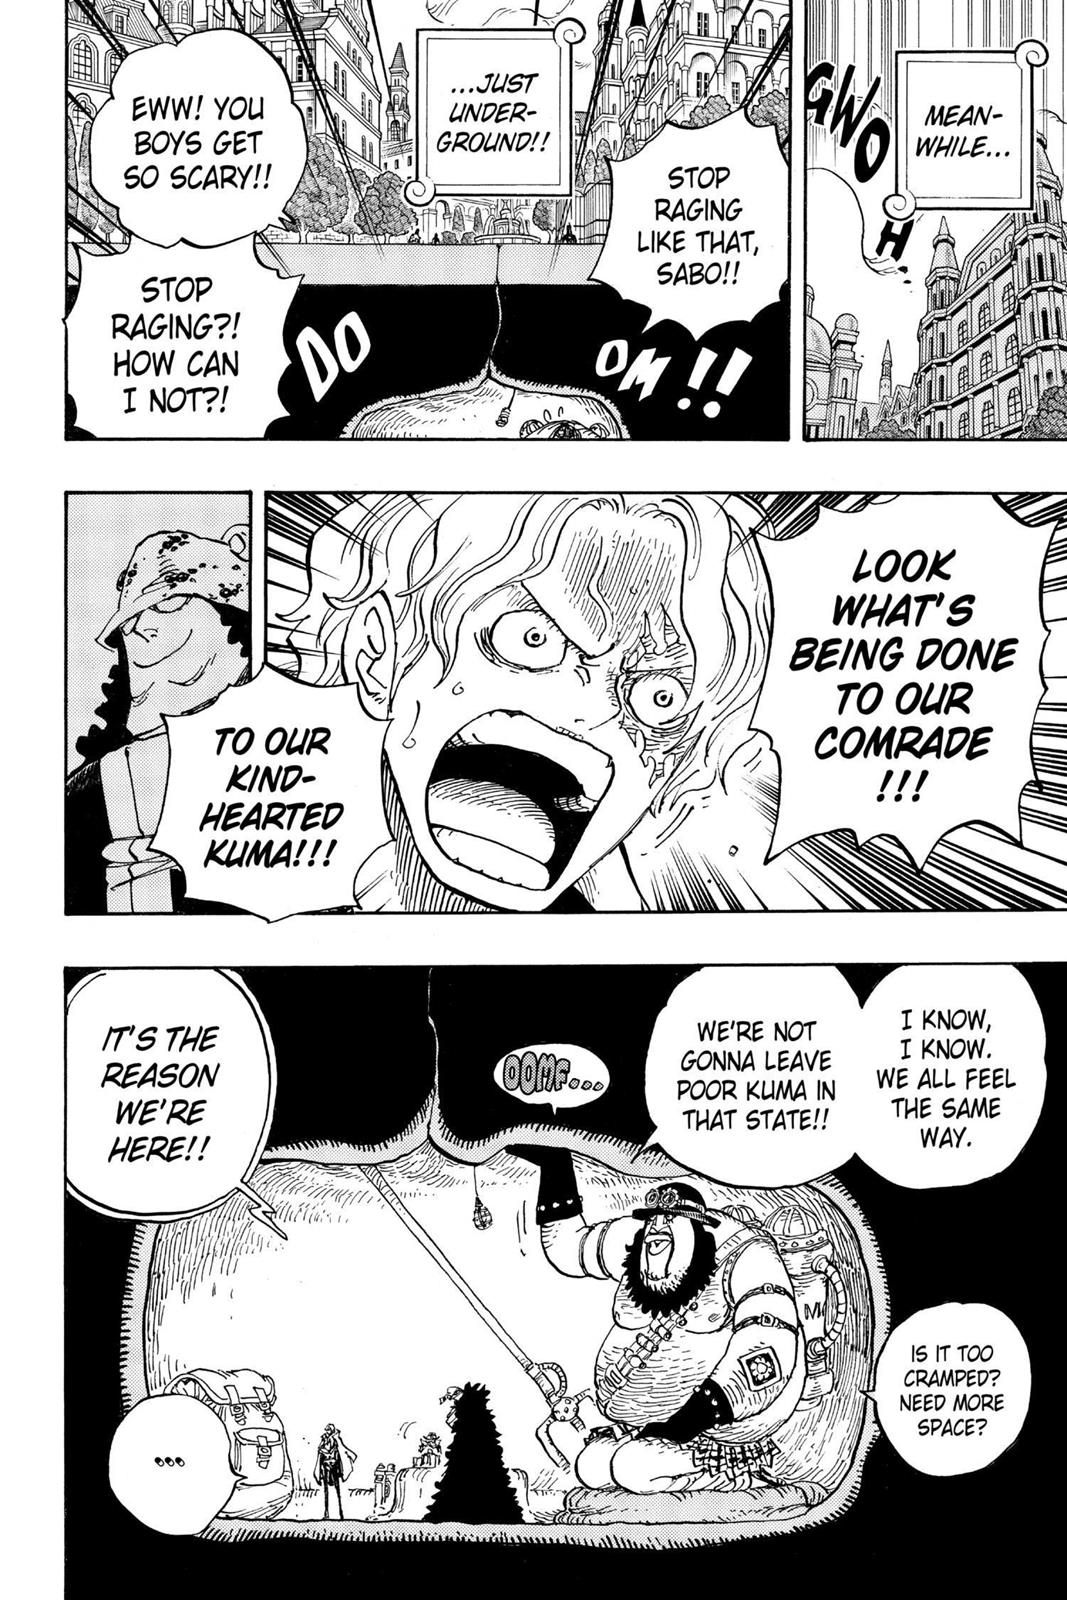 MEAN-
WHILE...
GWO
H
...JUST
UNDER-
GROUND!!
STOP
RAGING
LIKE THAT,
SABO!!
EWW! YOU
BOYS GET
SO SCARY!!
STOP
RAGING?!
HOW CAN
I NOT?!
DO
OM!!
LOOK
WHAT'S
BEING DONE
TO OUR
COMRADE
!!!
TO OUR
KIND-
HEARTED
KUMA!!!
I KNOW,
I KNOW.
WE ALL FEEL
THE SAME
WAY.
WE'RE NOT
GONNA LEAVE
POOR KUMA IN
THAT STATE!!
OOMF...
IT'S THE
REASON
WE'RE
HERE!!
IS IT TOO
CRAMPED?
NEED MORE
SPACE?
...